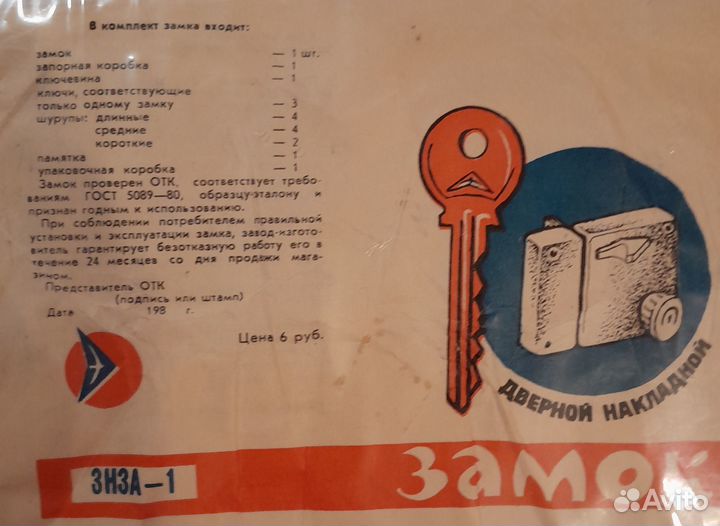 В комплект замка входит:
замок — 1 шт.
запорная коробка — 1
ключевина — 1
ключи, соответствующие
только одному замку — 3
шурупы: длинные — 4
средние — 4
короткие — 2
памятка — 1
упаковочная коробка — 1
Замок проверен ОТК, соответствует требо-
ваниям ГОСТ 5089—80, образцу-эталону и
признан годным к использованию.
При соблюдении потребителем правильной
установки и эксплуатации замка, завод-изгото-
витель гарантирует безотказную работу его в
течение 24 месяцев со дня продажи мага-
зином.
Представитель ОТК
(подпись или штамп)
Дата 198 г.
Цена 6 руб.
ДВЕРНОЙ НАКЛАДНОЙ
ЗНЗА—1
замок
Avito